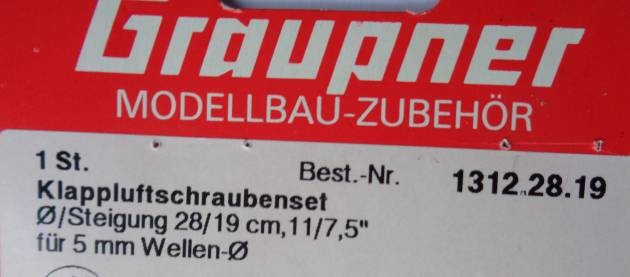 Graupner
MODELLBAU-ZUBEHÖR
1 St. Best.-Nr. 1312.28.19
Klappluftschraubenset
Ø/Steigung 28/19 cm,11/7,5"
für 5 mm Wellen-Ø